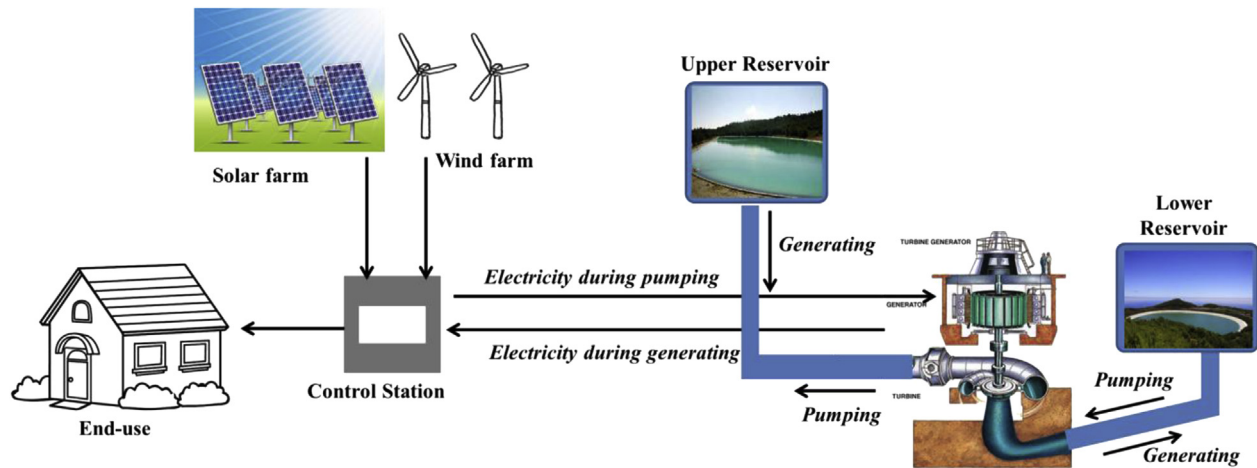 Upper Reservoir
Solar farm
Wind farm
Lower
Reservoir
Generating
TURBINE GENERATOR
Electricity during pumping
GENERATOR
Electricity during generating
Control Station
End-use
Pumping
TURBINE
Pumping
Generating